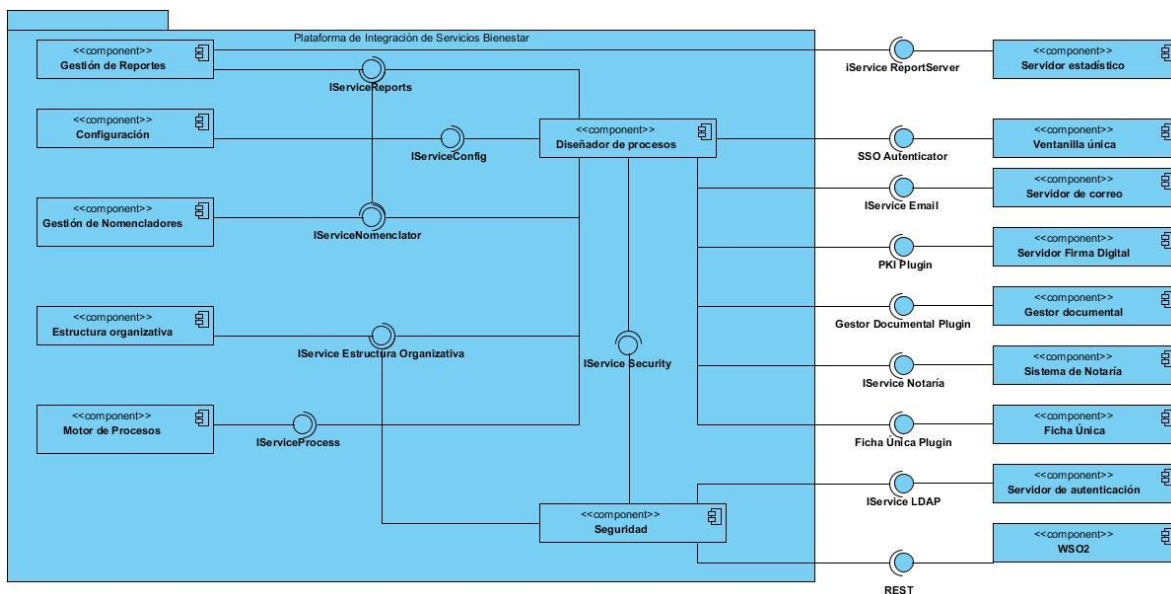 Plataforma de Integración de Servicios Bienestar
<<component>>
Gestión de Reportes
IServiceReports
iService ReportServer
<<component>>
Servidor estadístico
<<component>>
Configuración
IServiceConfig
<<component>>
Diseñador de procesos
SSO Autenticator
<<component>>
Ventanilla única
IService Email
<<component>>
Servidor de correo
<<component>>
Gestión de Nomencladores
IServiceNomenclator
PKI Plugin
<<component>>
Servidor Firma Digital
Gestor Documental Plugin
<<component>>
Gestor documental
<<component>>
Estructura organizativa
IService Estructura Organizativa
IService Security
IService Notaría
<<component>>
Sistema de Notaría
<<component>>
Motor de Procesos
IServiceProcess
Ficha Única Plugin
<<component>>
Ficha Única
IService LDAP
<<component>>
Servidor de autenticación
<<component>>
Seguridad
REST
<<component>>
WSO2